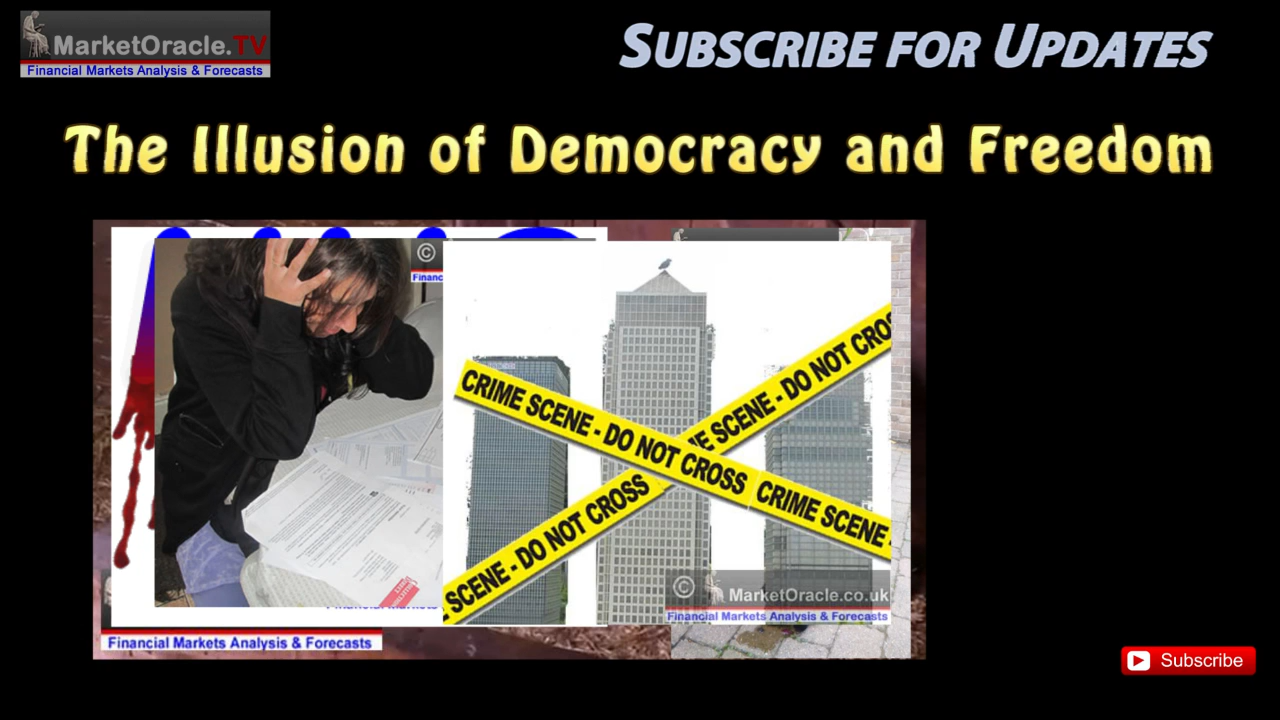 MarketOracle.TV
Financial Markets Analysis & Forecasts
SUBSCRIBE FOR UPDATES
The Illusion of Democracy and Freedom
©
Financ
CRIME SCENE - DO NOT CROSS
CRIME SCENE
SCENE - DO NOT CROSS
E SCENE - DO NOT CROS
© MarketOracle.co.uk
Financial Markets Analysis & Forecasts
Financial Markets Analysis & Forecasts
Subscribe